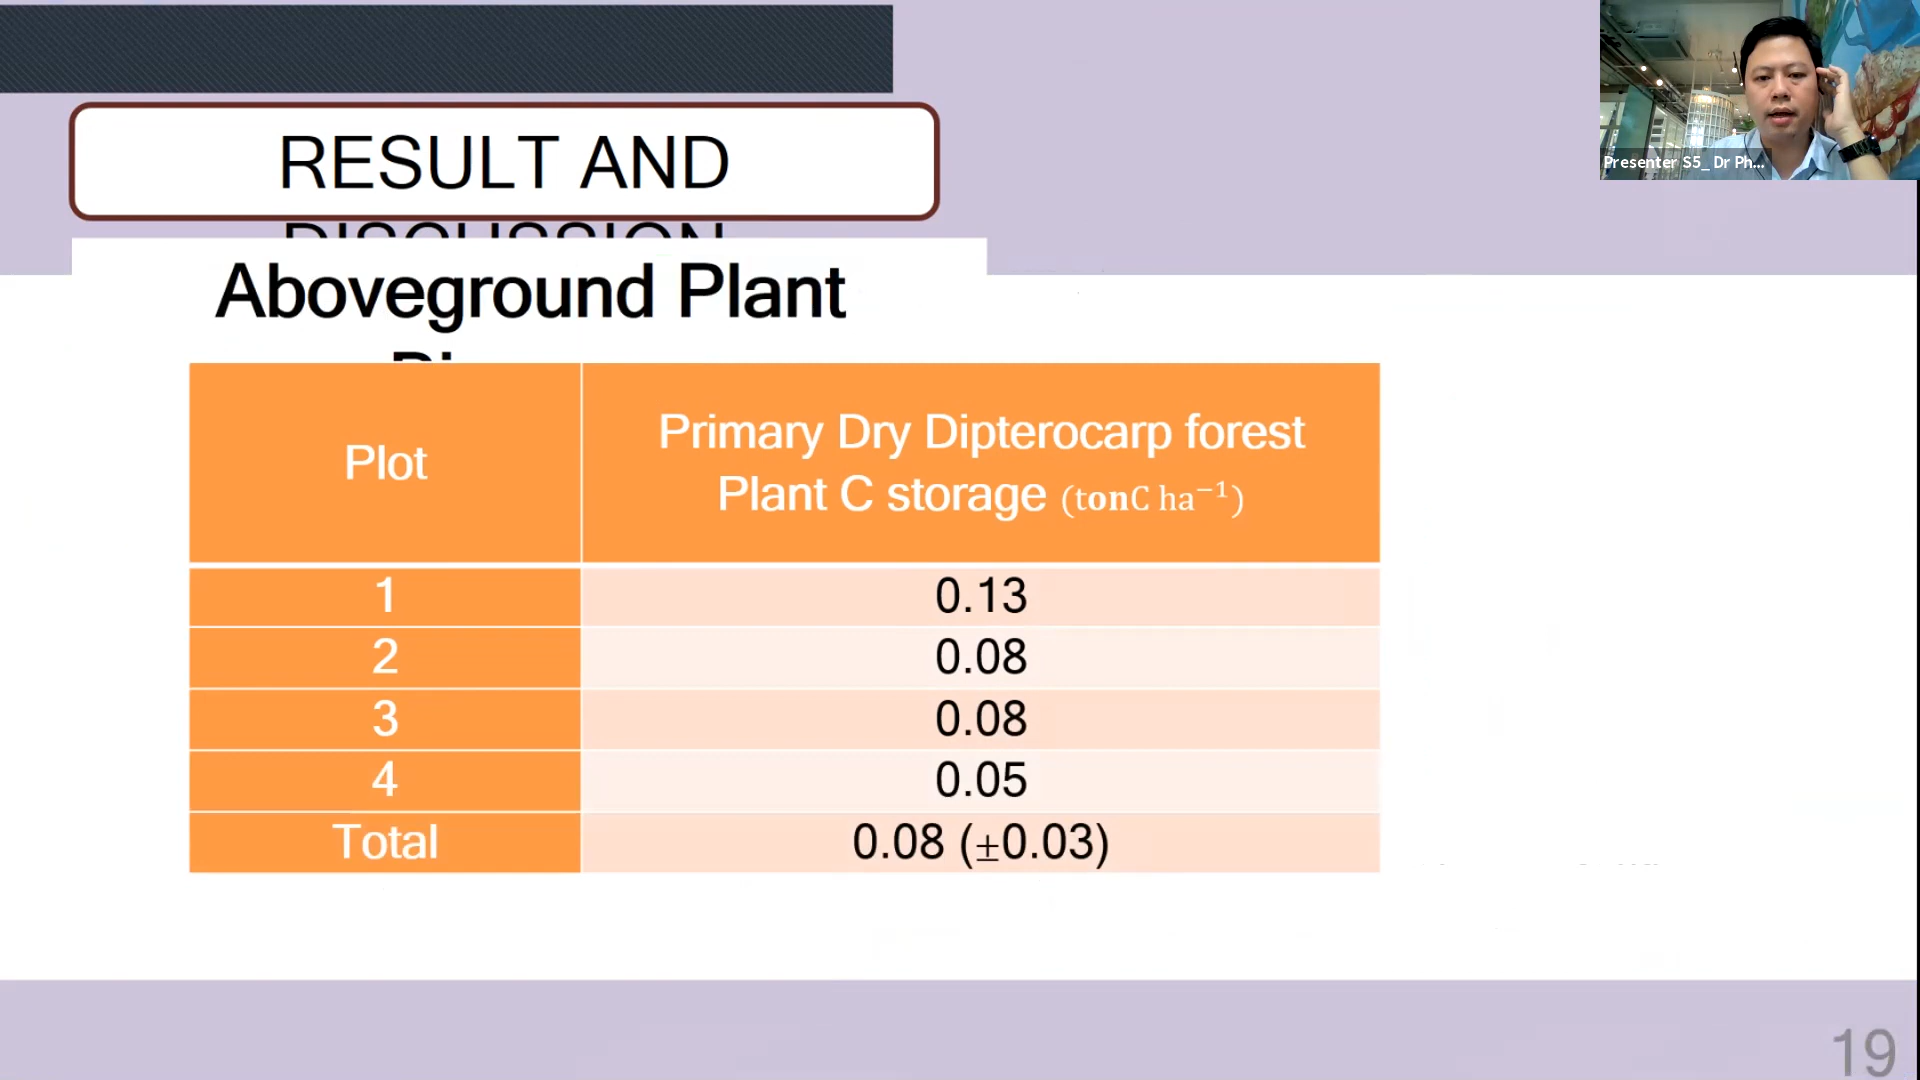 RESULT AND
DISCUSSION
Aboveground Plant
Presenter S5_ Dr Ph...
Plot
Primary Dry Dipterocarp forest
Plant C storage (tonC ha⁻¹)
1
0.13
2
0.08
3
0.08
4
0.05
Total
0.08 (±0.03)
19